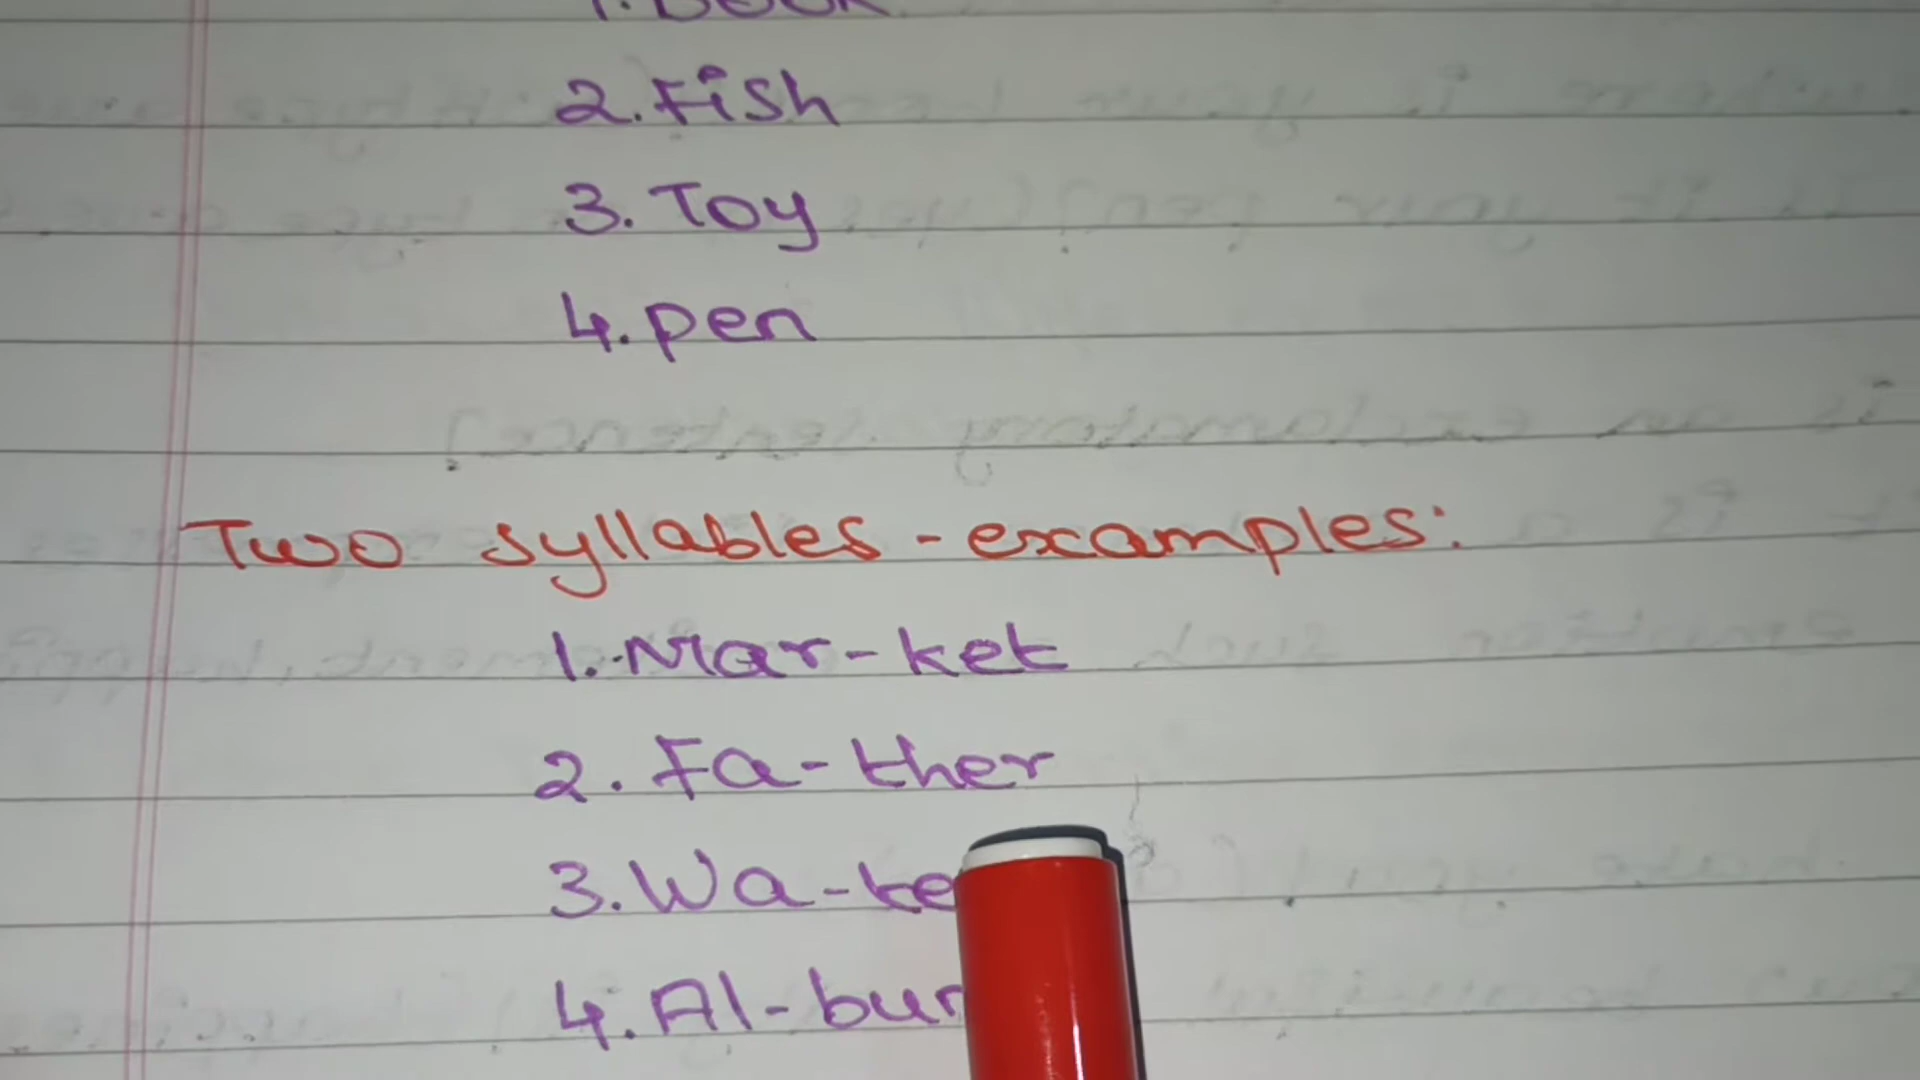 2. Fish
3. Toy
4. pen
Two syllables - examples:
1. Mar - ket
2. Fa - ther
3. Wa -
4. Al -